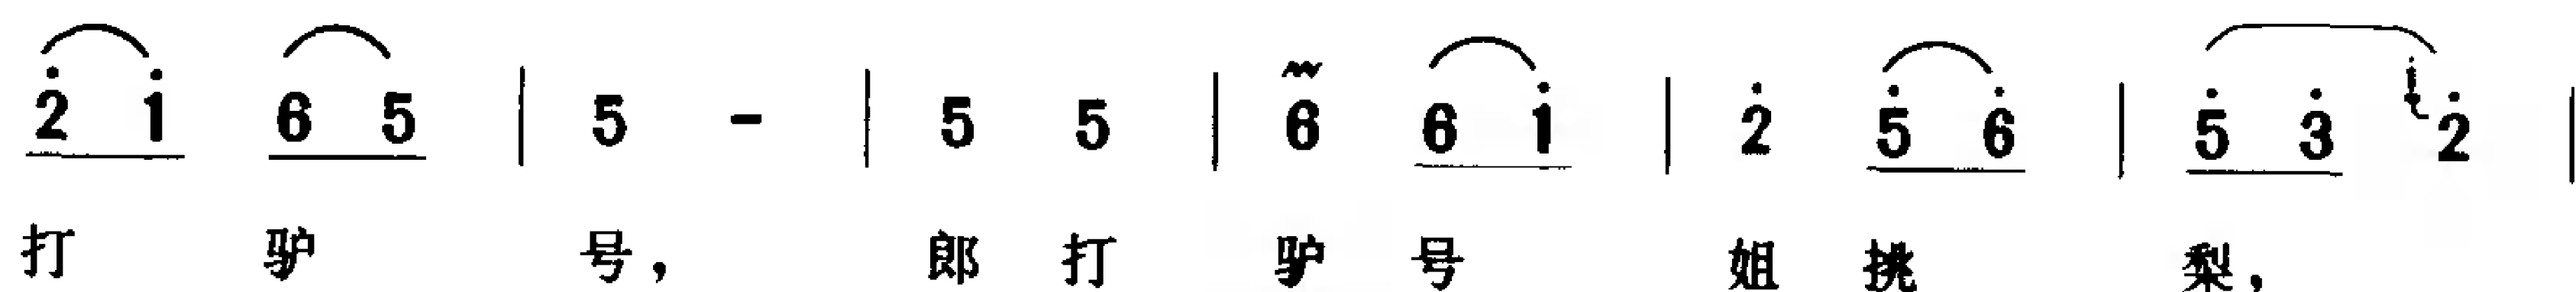 2̇ 1̇ 6 5 | 5 - | 5 5 | 6 6 1̇ | 2̇ 5̇ 6̇ | 5̇ 3̇ 1̇ 2̇ |
打 驴 号， 郎 打 驴 号 姐 挑 梨，